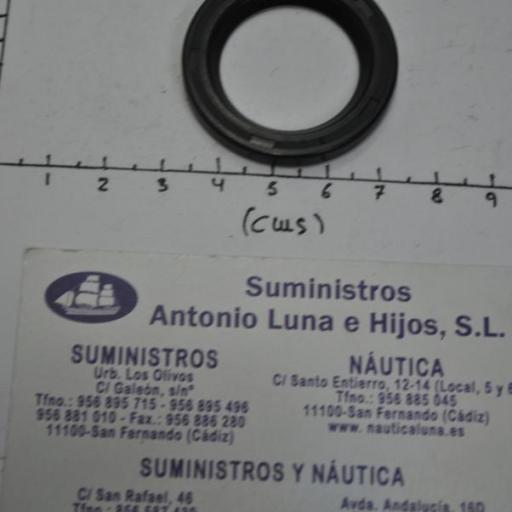 1 2 3 4 5 6 7 8 9
(cms)
Suministros
Antonio Luna e Hijos, S.L.
SUMINISTROS
Urb. Los Olivos
C/ Galeón, s/nº
Tfno.: 956 895 715 - 956 895 496
956 881 010 - Fax.: 956 886 280
11100-San Fernando (Cádiz)
NÁUTICA
C/ Santo Entierro, 12-14 (Local, 5 y 6
Tfno.: 956 885 045
11100-San Fernando (Cádiz)
www. nauticaluna.es
SUMINISTROS Y NÁUTICA
C/ San Rafael, 46
Avda. Andalucía, 16D